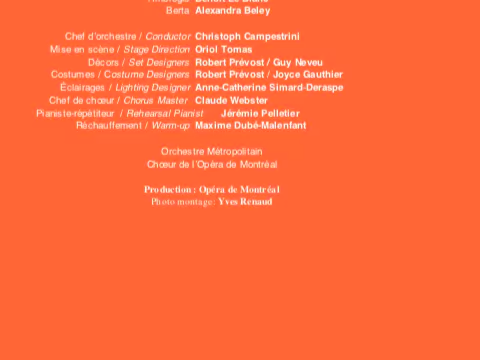 Berta Alexandra Beley
Chef d'orchestre / Conductor Christoph Campestrini
Mise en scène / Stage Direction Oriol Tomas
Décors / Set Designers Robert Prévost / Guy Neveu
Costumes / Costume Designers Robert Prévost / Joyce Gauthier
Éclairages / Lighting Designer Anne-Catherine Simard-Deraspe
Chef de chœur / Chorus Master Claude Webster
Pianiste-répétiteur / Rehearsal Pianist Jérémie Pelletier
Réchauffement / Warm-up Maxime Dubé-Malenfant
Orchestre Métropolitain
Chœur de l'Opéra de Montréal
Production : Opéra de Montréal
Photo montage: Yves Renaud